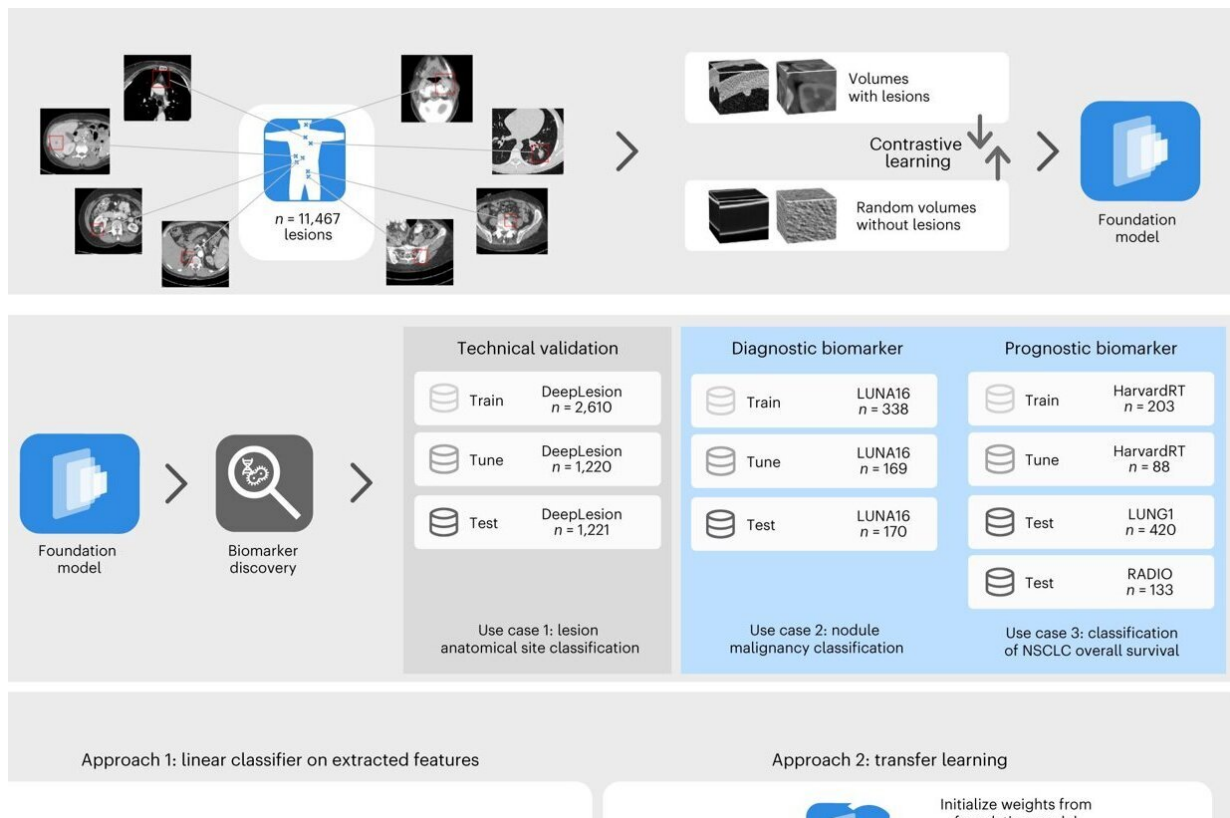 n = 11,467
lesions
Volumes
with lesions
Contrastive
learning
Random volumes
without lesions
Foundation
model
Foundation
model
Biomarker
discovery
Technical validation
Train
DeepLesion
n = 2,610
Tune
DeepLesion
n = 1,220
Test
DeepLesion
n = 1,221
Use case 1: lesion
anatomical site classification
Diagnostic biomarker
Train
LUNA16
n = 338
Tune
LUNA16
n = 169
Test
LUNA16
n = 170
Use case 2: nodule
malignancy classification
Prognostic biomarker
Train
HarvardRT
n = 203
Tune
HarvardRT
n = 88
Test
LUNG1
n = 420
Test
RADIO
n = 133
Use case 3: classification
of NSCLC overall survival
Approach 1: linear classifier on extracted features
Approach 2: transfer learning
Initialize weights from